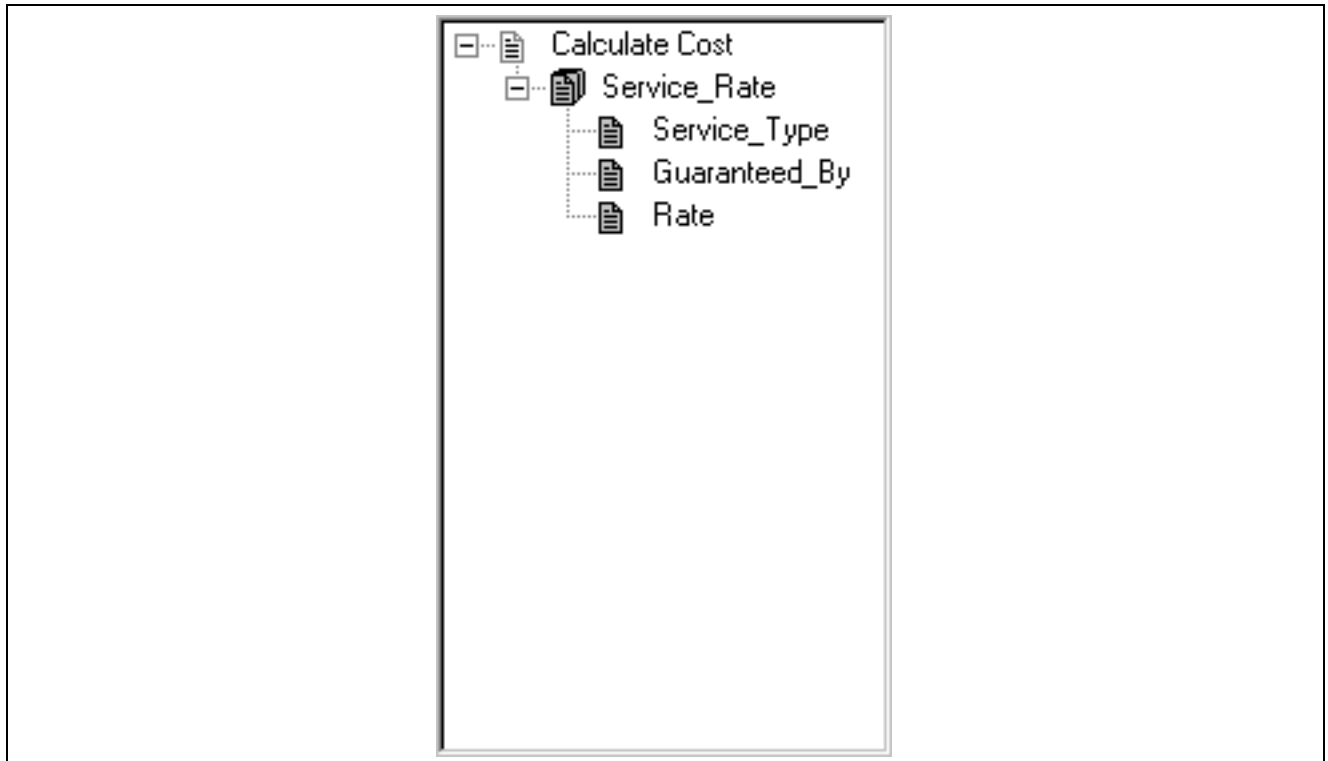 Calculate Cost
Service_Rate
Service_Type
Guaranteed_By
Rate